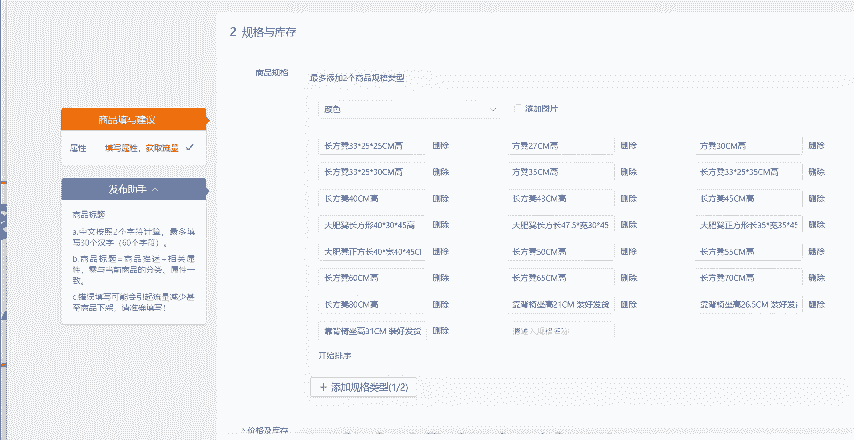 2 规格与库存
商品规格
最多添加2个商品规格类型
颜色 添加图片
长方凳33*25*25CM高 删除 方凳27CM高 删除 方凳30CM高 删除
长方凳33*25*30CM高 删除 方凳35CM高 删除 长方凳33*25*35CM高 删除
长方凳40CM高 删除 长方凳43CM高 删除 长方凳45CM高 删除
大肥凳长方形40*30*45高 删除 大肥凳长方47.5*宽30*45 删除 大肥凳正方形长35*宽35*45 删除
大肥凳正方长40*宽40*45C 删除 长方凳50CM高 删除 长方凳55CM高 删除
长方凳60CM高 删除 长方凳65CM高 删除 长方凳70CM高 删除
长方凳80CM高 删除 靠背椅坐高21CM 装好发货 删除 靠背椅坐高26.5CM 装好发 删除
靠背椅坐高31CM 装好发货 删除 请输入规格名称
开始排序
+ 添加规格类型(1/2)
价格及库存
商品填写建议
属性 填写属性，获取流量
发布助手
商品标题
a.中文按照2个字符计算，最多填
写30个汉字（60个字符）。
b.商品标题=商品描述+相关属
性，要与当前商品的分类、属性一
致。
c.错误填写可能会引起流量减少甚
至商品下架，请准确填写！